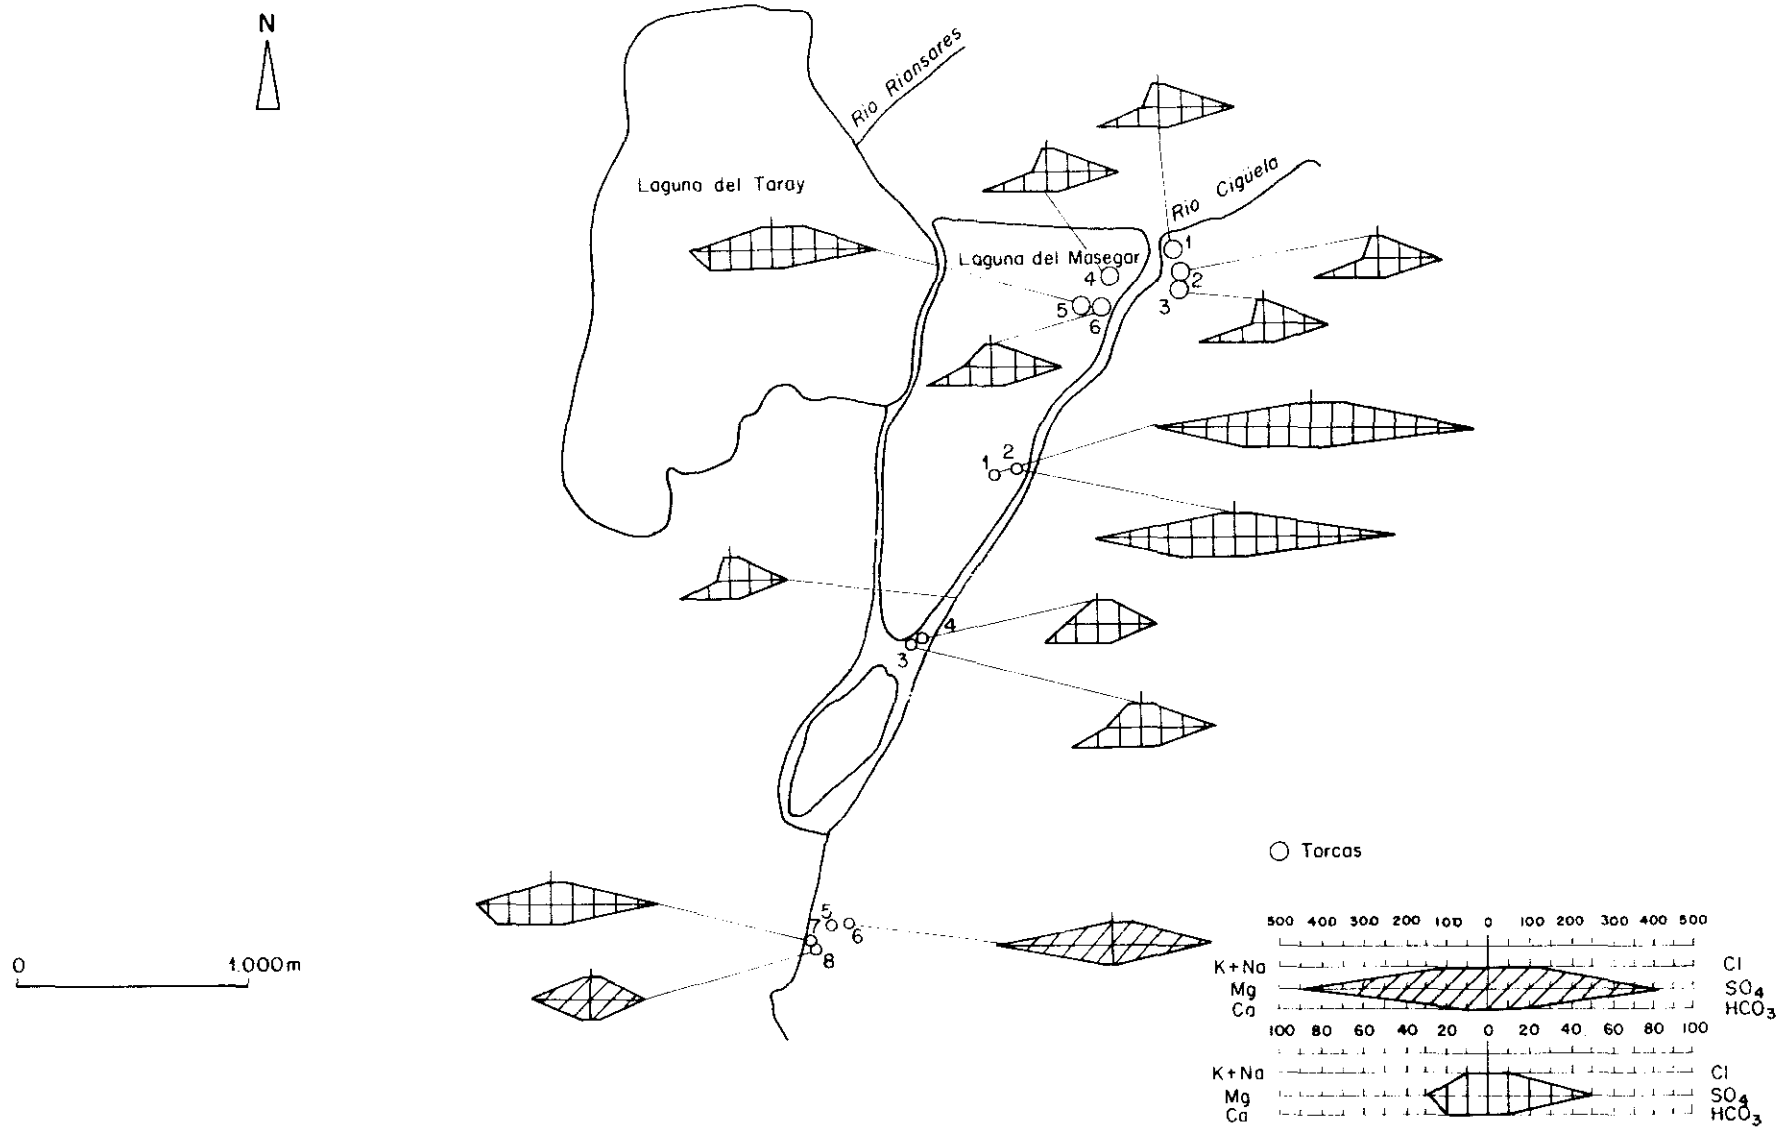 N
Rio Riansares
Laguna del Taray
Rio Cigüela
1
Laguna del Masegar
4
2
3
5
6
2
1
4
3
Torcas
5
7
6
8
0 1.000m
500 400 300 200 100 0 100 200 300 400 500
K+Na Cl
Mg SO₄
Ca HCO₃
100 80 60 40 20 0 20 40 60 80 100
K+Na Cl
Mg SO₄
Ca HCO₃